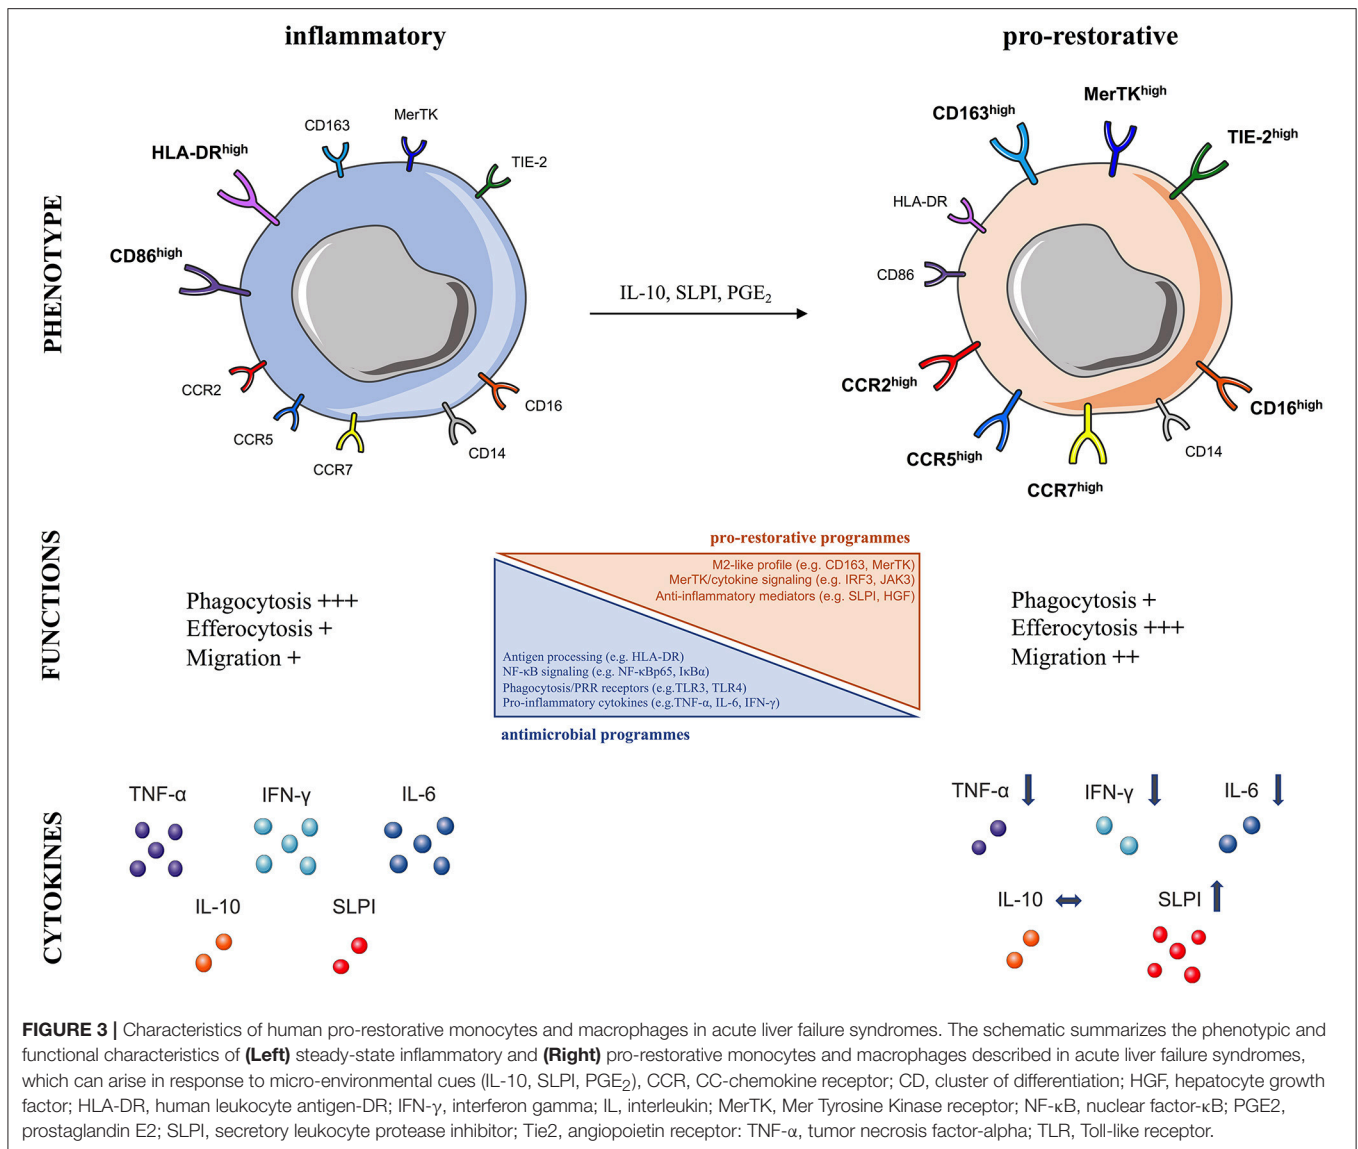 inflammatory
pro-restorative
PHENOTYPE
HLA-DRhigh
CD163
MerTK
TIE-2
CD86high
CCR2
CCR5
CCR7
CD14
CD16
IL-10, SLPI, PGE2
CD163high
MerTKhigh
TIE-2high
HLA-DR
CD86
CCR2high
CCR5high
CCR7high
CD14
CD16high
FUNCTIONS
Phagocytosis +++
Efferocytosis +
Migration +
pro-restorative programmes
M2-like profile (e.g. CD163, MerTK)
MerTK/cytokine signaling (e.g. IRF3, JAK3)
Anti-inflammatory mediators (e.g. SLPI, HGF)
Antigen processing (e.g. HLA-DR)
NF-κB signaling (e.g. NF-κBp65, IκBα)
Phagocytosis/PRR receptors (e.g.TLR3, TLR4)
Pro-inflammatory cytokines (e.g.TNF-α, IL-6, IFN-γ)
antimicrobial programmes
Phagocytosis +
Efferocytosis +++
Migration ++
CYTOKINES
TNF-α
IFN-γ
IL-6
IL-10
SLPI
TNF-α
IFN-γ
IL-6
IL-10
SLPI
FIGURE 3 | Characteristics of human pro-restorative monocytes and macrophages in acute liver failure syndromes. The schematic summarizes the phenotypic and
functional characteristics of (Left) steady-state inflammatory and (Right) pro-restorative monocytes and macrophages described in acute liver failure syndromes,
which can arise in response to micro-environmental cues (IL-10, SLPI, PGE2), CCR, CC-chemokine receptor; CD, cluster of differentiation; HGF, hepatocyte growth
factor; HLA-DR, human leukocyte antigen-DR; IFN-γ, interferon gamma; IL, interleukin; MerTK, Mer Tyrosine Kinase receptor; NF-κB, nuclear factor-κB; PGE2,
prostaglandin E2; SLPI, secretory leukocyte protease inhibitor; Tie2, angiopoietin receptor: TNF-α, tumor necrosis factor-alpha; TLR, Toll-like receptor.